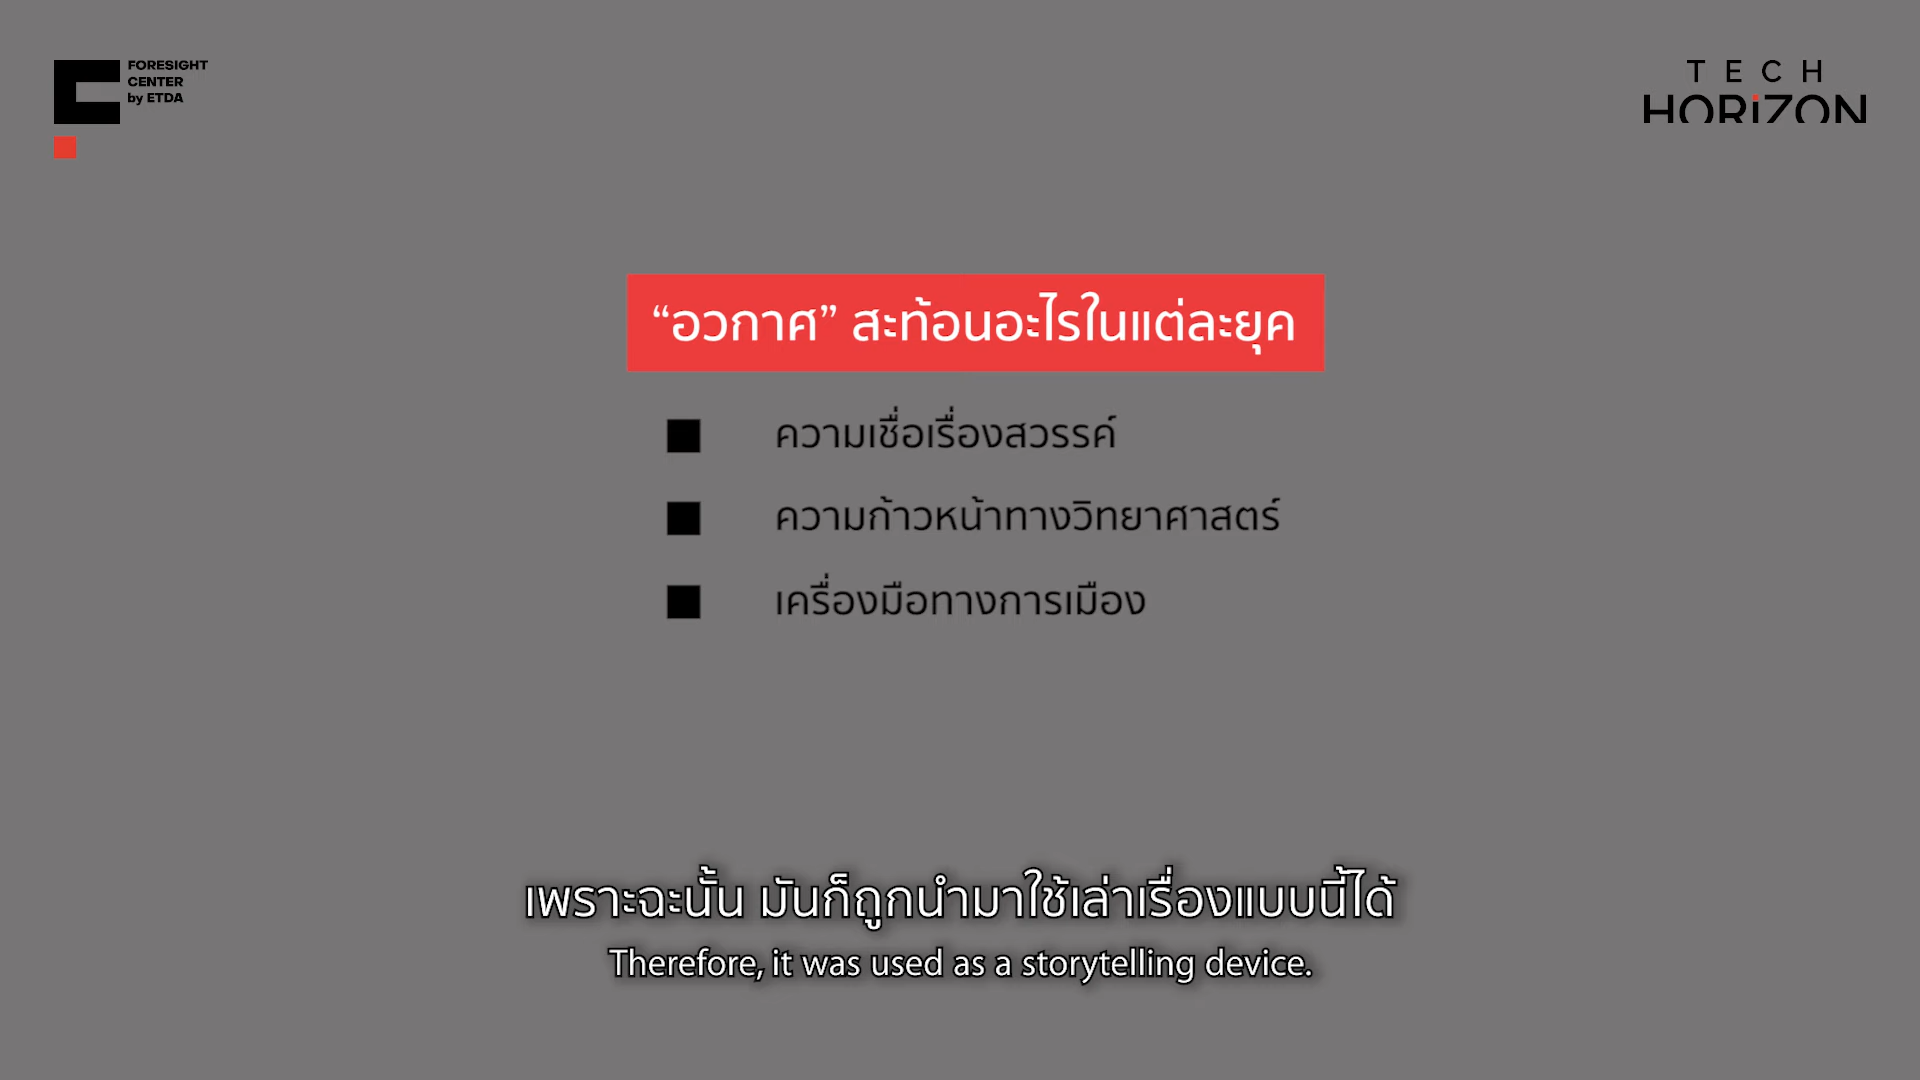 FORESIGHT
CENTER
by ETDA
TECH
HORiZON
“อวกาศ” สะท้อนอะไรในแต่ละยุค
ความเชื่อเรื่องสวรรค์
ความก้าวหน้าทางวิทยาศาสตร์
เครื่องมือทางการเมือง
เพราะฉะนั้น มันก็ถูกนำมาใช้เล่าเรื่องแบบนี้ได้
Therefore, it was used as a storytelling device.